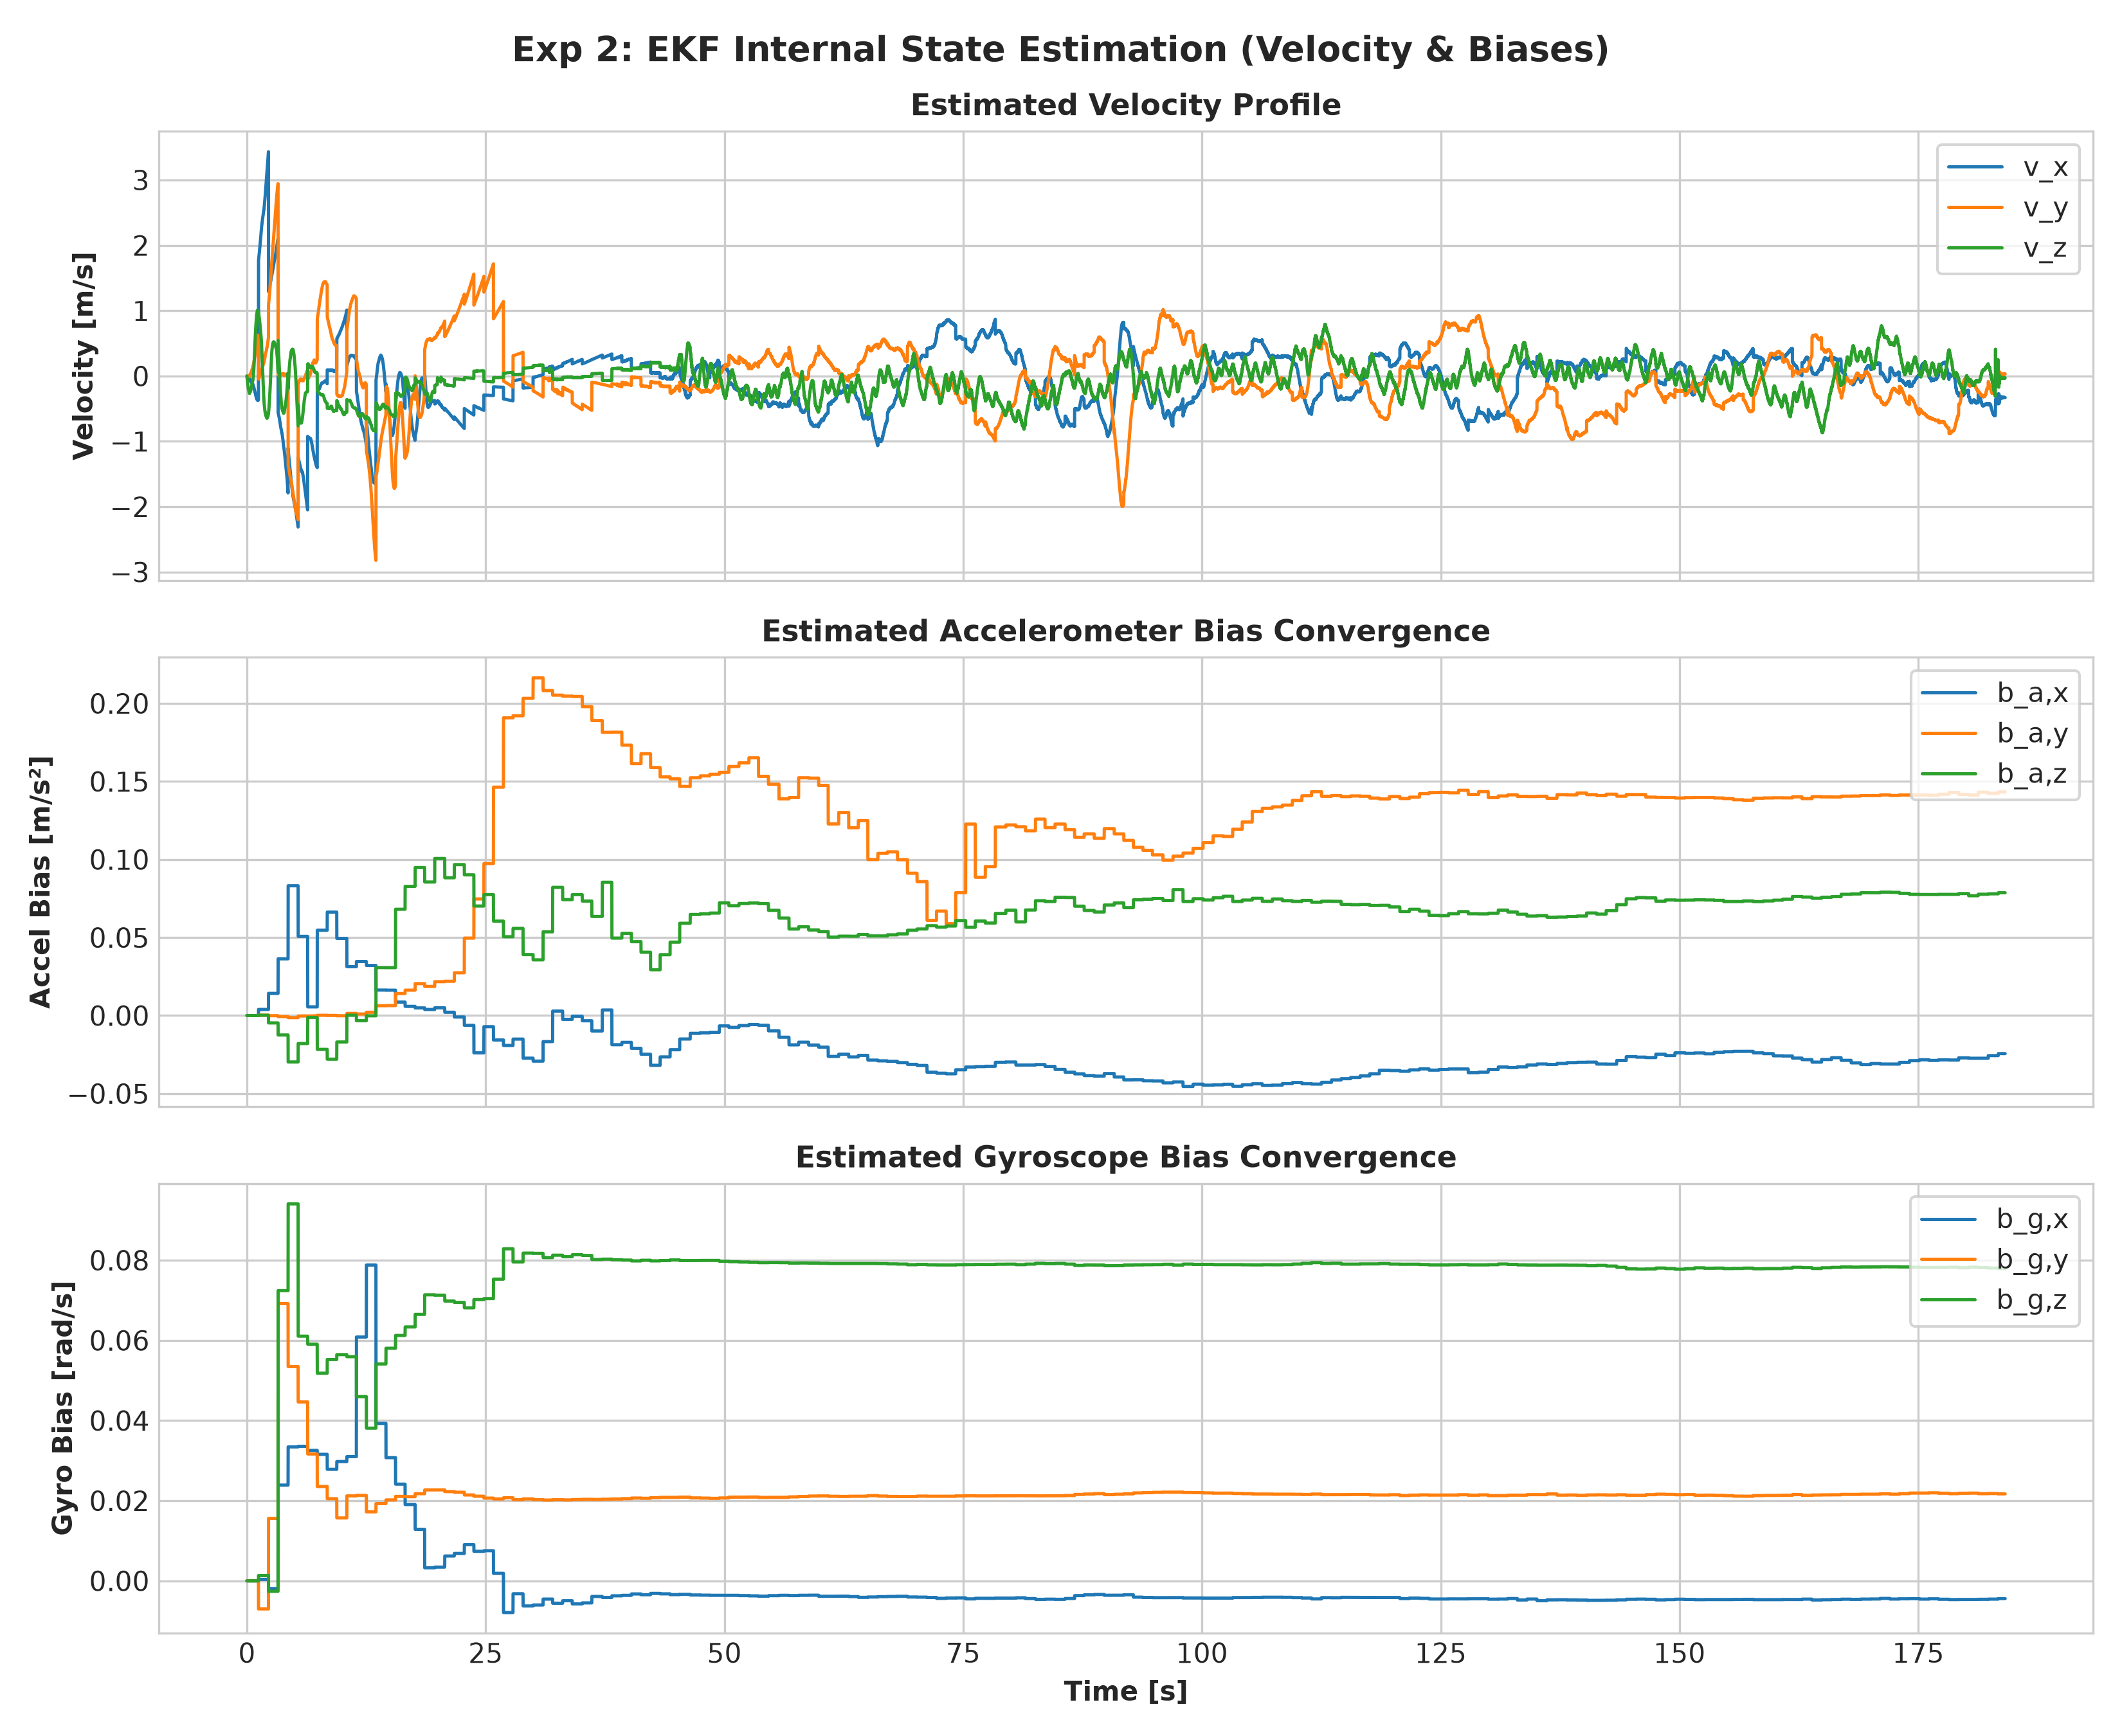 Exp 2: EKF Internal State Estimation (Velocity & Biases)
Estimated Velocity Profile
Velocity [m/s]
3
2
1
0
−1
−2
−3
v_x
v_y
v_z
Estimated Accelerometer Bias Convergence
Accel Bias [m/s²]
0.20
0.15
0.10
0.05
0.00
−0.05
b_a,x
b_a,y
b_a,z
Estimated Gyroscope Bias Convergence
Gyro Bias [rad/s]
0.08
0.06
0.04
0.02
0.00
b_g,x
b_g,y
b_g,z
0 25 50 75 100 125 150 175
Time [s]